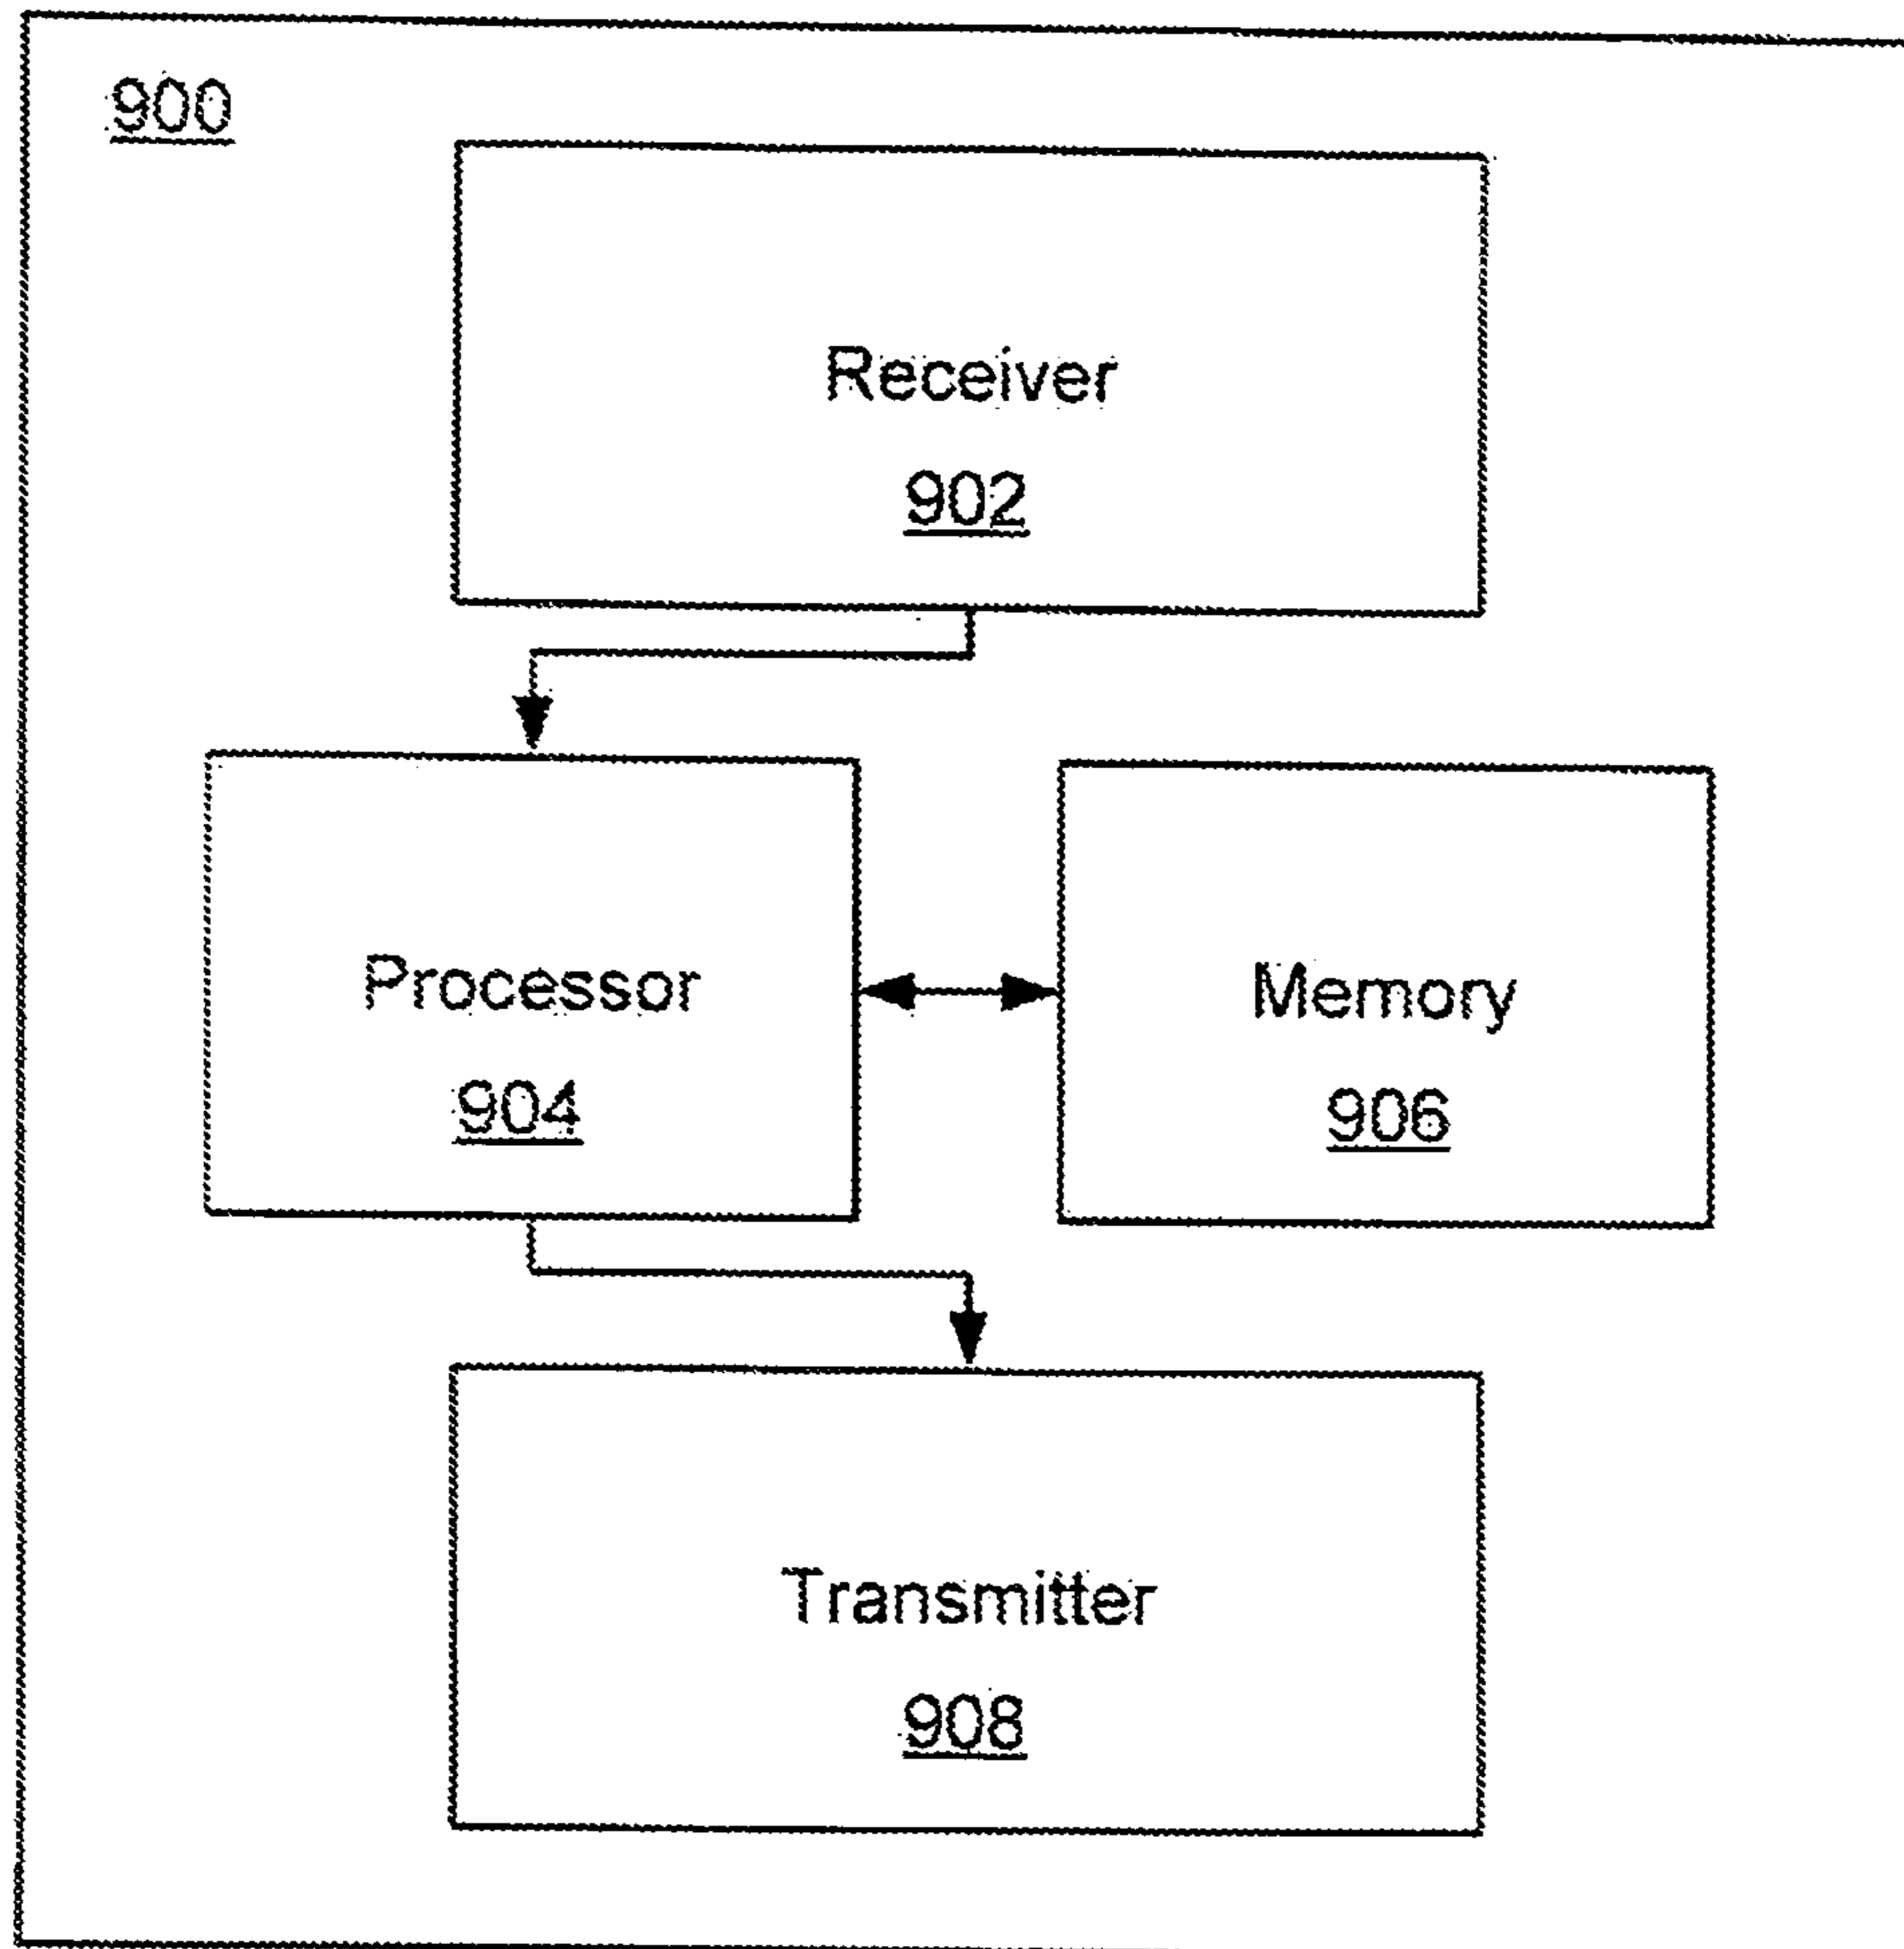 900
Receiver
902
Processor
904
Memory
906
Transmitter
908